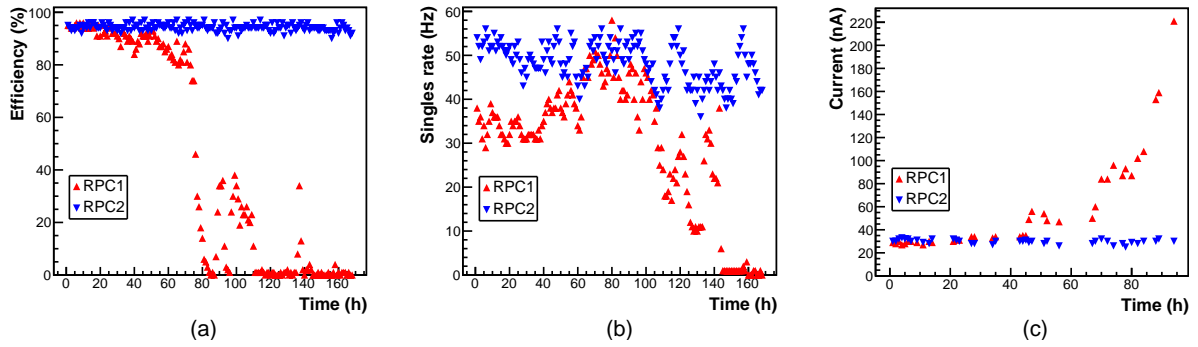 Efficiency (%)
100
80
60
40
20
0
RPC1
RPC2
0 20 40 60 80 100 120 140 160
Time (h)
(a)
Singles rate (Hz)
60
50
40
30
20
10
0
RPC1
RPC2
0 20 40 60 80 100 120 140 160
Time (h)
(b)
Current (nA)
220
200
180
160
140
120
100
80
60
40
20
0
RPC1
RPC2
0 20 40 60 80
Time (h)
(c)